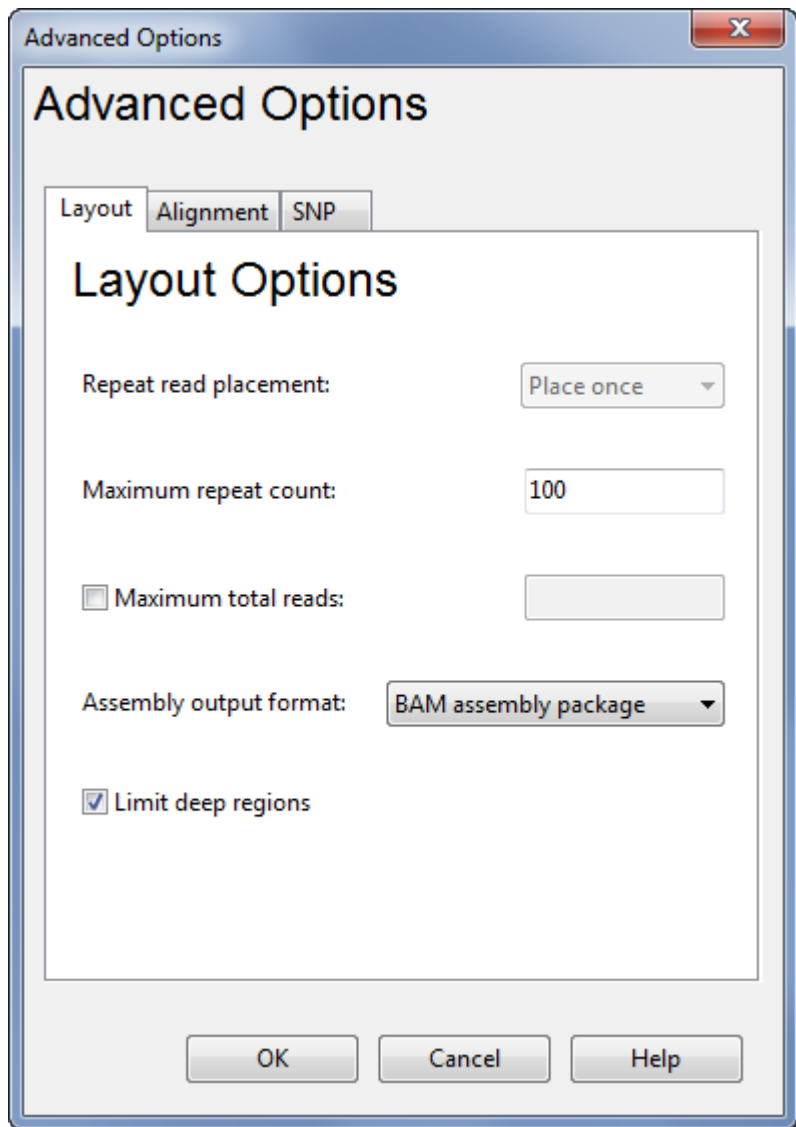 Advanced Options
Advanced Options
Layout Alignment SNP
Layout Options
Repeat read placement: Place once
Maximum repeat count: 100
Maximum total reads:
Assembly output format: BAM assembly package
Limit deep regions
OK Cancel Help